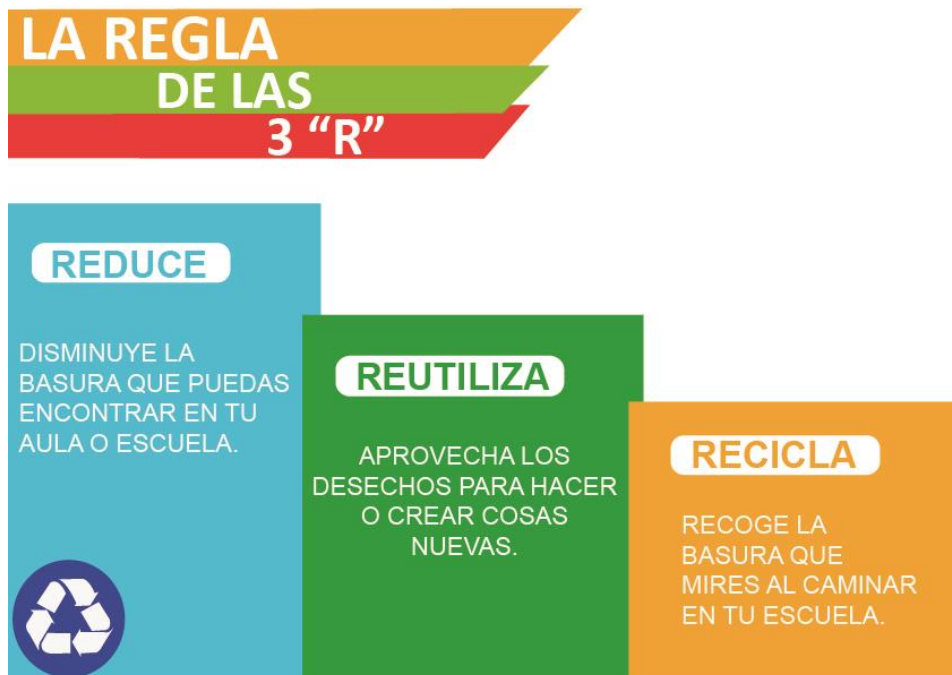 LA REGLA
DE LAS
3 “R”
REDUCE
DISMINUYE LA
BASURA QUE PUEDAS
ENCONTRAR EN TU
AULA O ESCUELA.
REUTILIZA
APROVECHA LOS
DESECHOS PARA HACER
O CREAR COSAS
NUEVAS.
RECICLA
RECOGE LA
BASURA QUE
MIRES AL CAMINAR
EN TU ESCUELA.